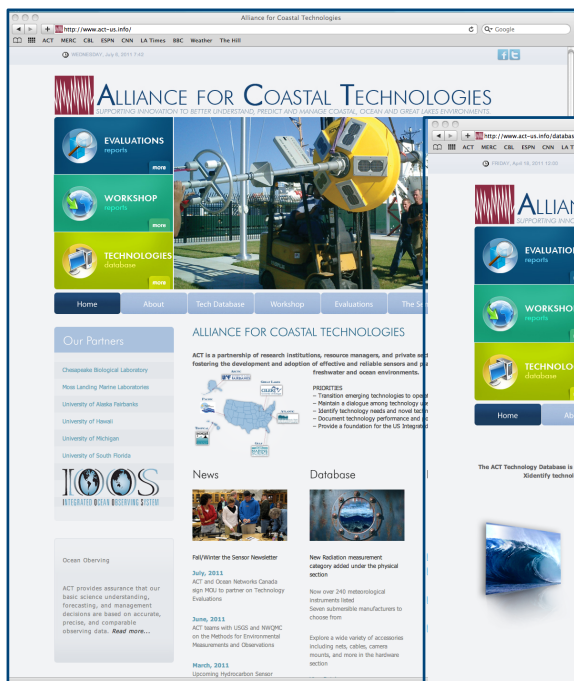 Alliance for Coastal Technologies
http://www.act-us.info/
Google
ACT MERC CBL ESPN CNN LA Times BBC Weather The Hill
WEDNESDAY, July 6, 2011
ALLIANCE FOR COASTAL TECHNOLOGIES
SUPPORTING INNOVATION TO BETTER UNDERSTAND, PREDICT AND MANAGE COASTAL, OCEAN AND GREAT LAKES ENVIRONMENTS.
EVALUATIONS
reports
more
WORKSHOP
reports
more
TECHNOLOGIES
database
more
Home About Tech Database Workshop Evaluations The Se
Our Partners
Chesapeake Biological Laboratory
Moss Landing Marine Laboratories
University of Alaska Fairbanks
University of Hawaii
University of Michigan
University of South Florida
IOOS
INTEGRATED OCEAN OBSERVING SYSTEM
Ocean Oberving
ACT provides assurance that our
basic science understanding,
forecasting, and management
decisions are based on accurate,
precise, and comparable
observing data. Read more...
ALLIANCE FOR COASTAL TECHNOLOGIES
ACT is a partnership of research institutions, resource managers, and private se
fostering the development and adoption of effective and reliable sensors and p
freshwater and ocean environments.
PRIORITIES
– Transition emerging technologies to opera
– Maintain a dialogue among technology us
– Identify technology needs and novel tech
– Document technology performance and p
– Provide a foundation for the US Integrat
News
Fall/Winter the Sensor Newsletter
July, 2011
ACT and Ocean Networks Canada
sign MOU to partner on Technology
Evaluations
June, 2011
ACT teams with USGS and NWQMC
on the Methods for Environmental
Measurements and Observations
March, 2011
Upcoming Hydrocarbon Sensor
Database
New Radiation measurement
category added under the physical
section
Now over 240 meteorological
instruments listed
Seven submersible manufacturers to
choose from
Explore a wide variety of accessories
including nets, cables, camera
mounts, and more in the hardware
section
http://www.act-us.info/databas
ACT MERC CBL ESPN CNN LA T
ALLIAN
SUPPORTING INNO
EVALUATION
reports
WORKSHO
reports
TECHNOLO
database
Home Ab
The ACT Technology Database is
Xidentify technol